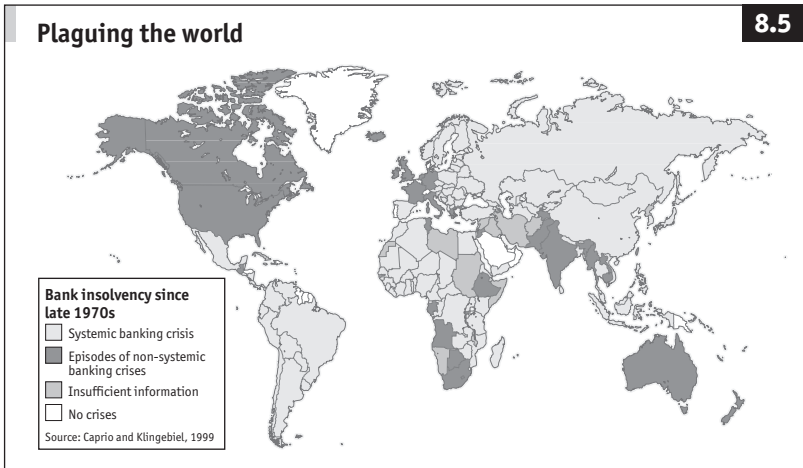 Plaguing the world
8.5
Bank insolvency since
late 1970s
Systemic banking crisis
Episodes of non-systemic
banking crises
Insufficient information
No crises
Source: Caprio and Klingebiel, 1999